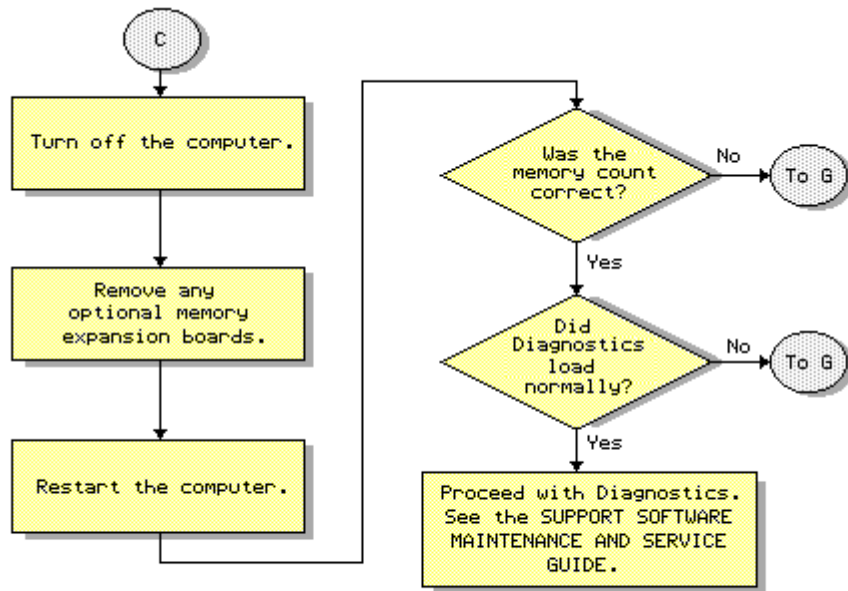 C
Turn off the computer.
Remove any
optional memory
expansion boards.
Restart the computer.
Was the
memory count
correct?
No
To G
Yes
Did
Diagnostics
load
normally?
No
To G
Yes
Proceed with Diagnostics.
See the SUPPORT SOFTWARE
MAINTENANCE AND SERVICE
GUIDE.